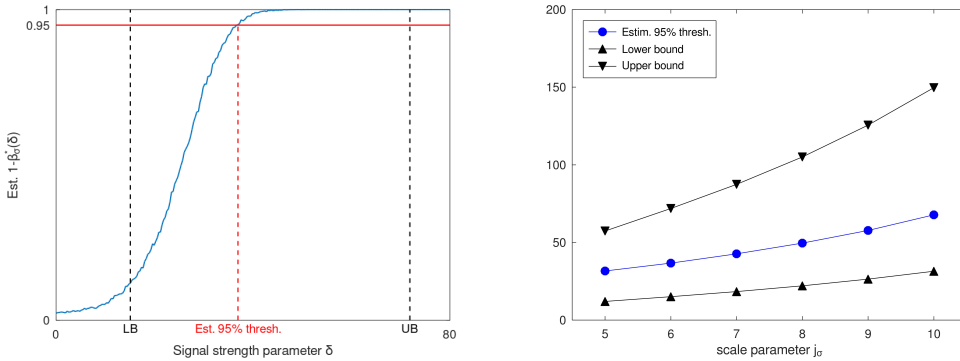 1
0.95
Est. 1-β*σ(δ)
0
0
LB
Est. 95% thresh.
UB
80
Signal strength parameter δ
200
150
100
50
0
Estim. 95% thresh.
Lower bound
Upper bound
5 6 7 8 9 10
scale parameter jσ